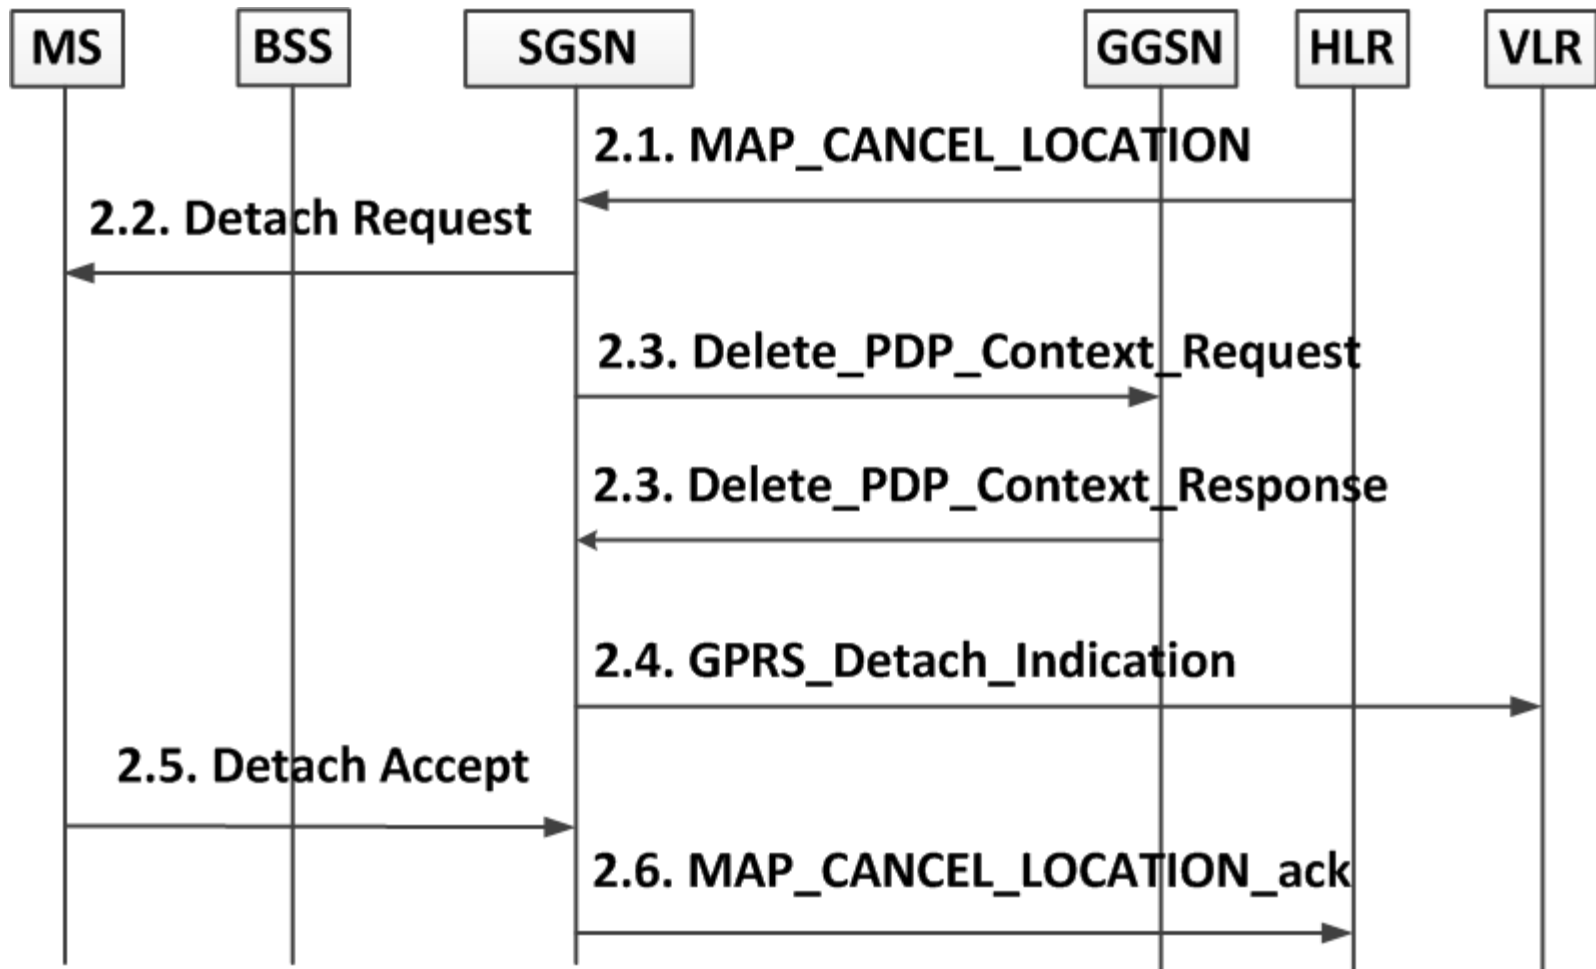 MS BSS SGSN GGSN HLR VLR
2.1. MAP_CANCEL_LOCATION
2.2. Detach Request
2.3. Delete_PDP_Context_Request
2.3. Delete_PDP_Context_Response
2.4. GPRS_Detach_Indication
2.5. Detach Accept
2.6. MAP_CANCEL_LOCATION_ack